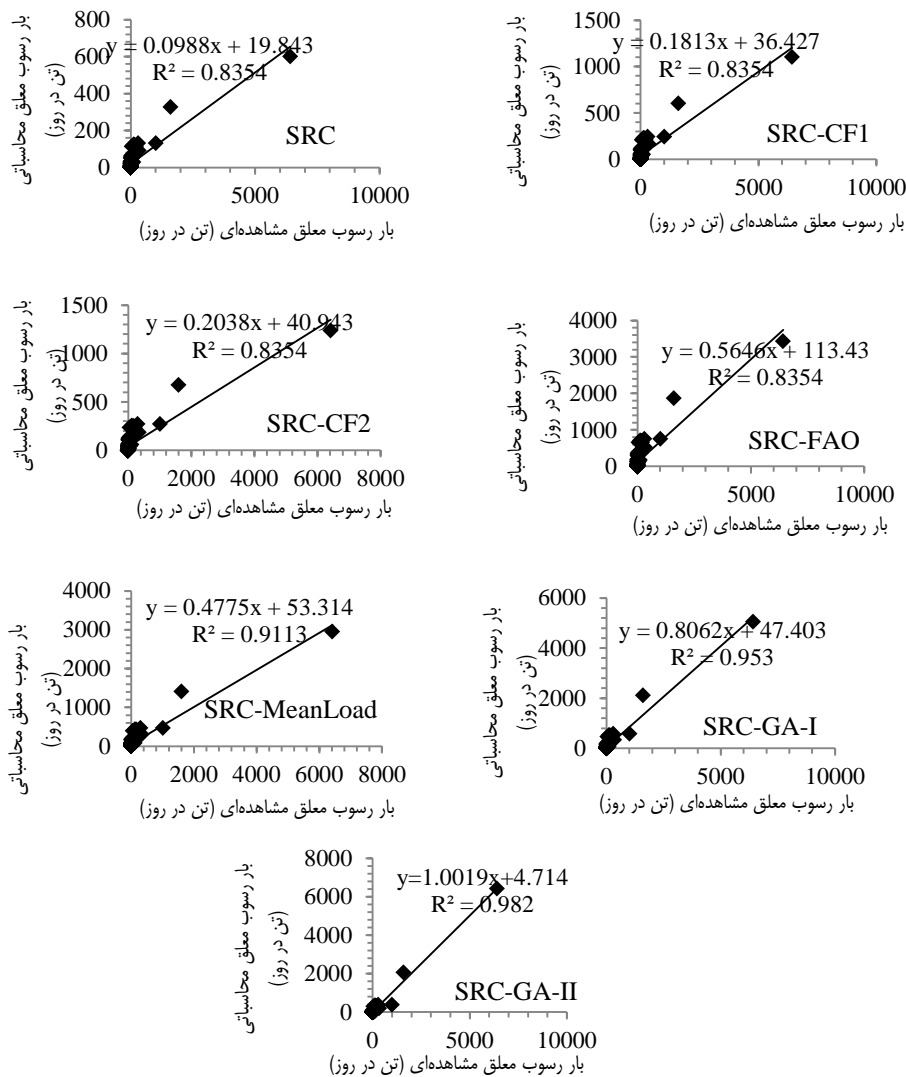 800
600
400
200
0
y = 0.0988x + 19.843
R² = 0.8354
SRC
0
5000
10000
بار رسوب معلق محاسباتی
(تن در روز)
بار رسوب معلق مشاهده‌ای (تن در روز)
1500
1000
500
0
y = 0.1813x + 36.427
R² = 0.8354
SRC-CF1
0
5000
10000
بار رسوب معلق محاسباتی
(تن در روز)
بار رسوب معلق مشاهده‌ای (تن در روز)
1500
1000
500
0
y = 0.2038x + 40.943
R² = 0.8354
SRC-CF2
0
2000
4000
6000
8000
بار رسوب معلق محاسباتی
(تن در روز)
بار رسوب معلق مشاهده‌ای (تن در روز)
4000
3000
2000
1000
0
y = 0.5646x + 113.43
R² = 0.8354
SRC-FAO
0
5000
10000
بار رسوب معلق محاسباتی
(تن در روز)
بار رسوب معلق مشاهده‌ای (تن در روز)
4000
3000
2000
1000
0
y = 0.4775x + 53.314
R² = 0.9113
SRC-MeanLoad
0
2000
4000
6000
8000
بار رسوب معلق محاسباتی
(تن در روز)
بار رسوب معلق مشاهده‌ای (تن در روز)
6000
4000
2000
0
y = 0.8062x + 47.403
R² = 0.953
SRC-GA-I
0
5000
10000
بار رسوب معلق محاسباتی
(تن در روز)
بار رسوب معلق مشاهده‌ای (تن در روز)
8000
6000
4000
2000
0
y=1.0019x+4.714
R² = 0.982
SRC-GA-II
0
5000
10000
بار رسوب معلق محاسباتی
(تن در روز)
بار رسوب معلق مشاهده‌ای (تن در روز)